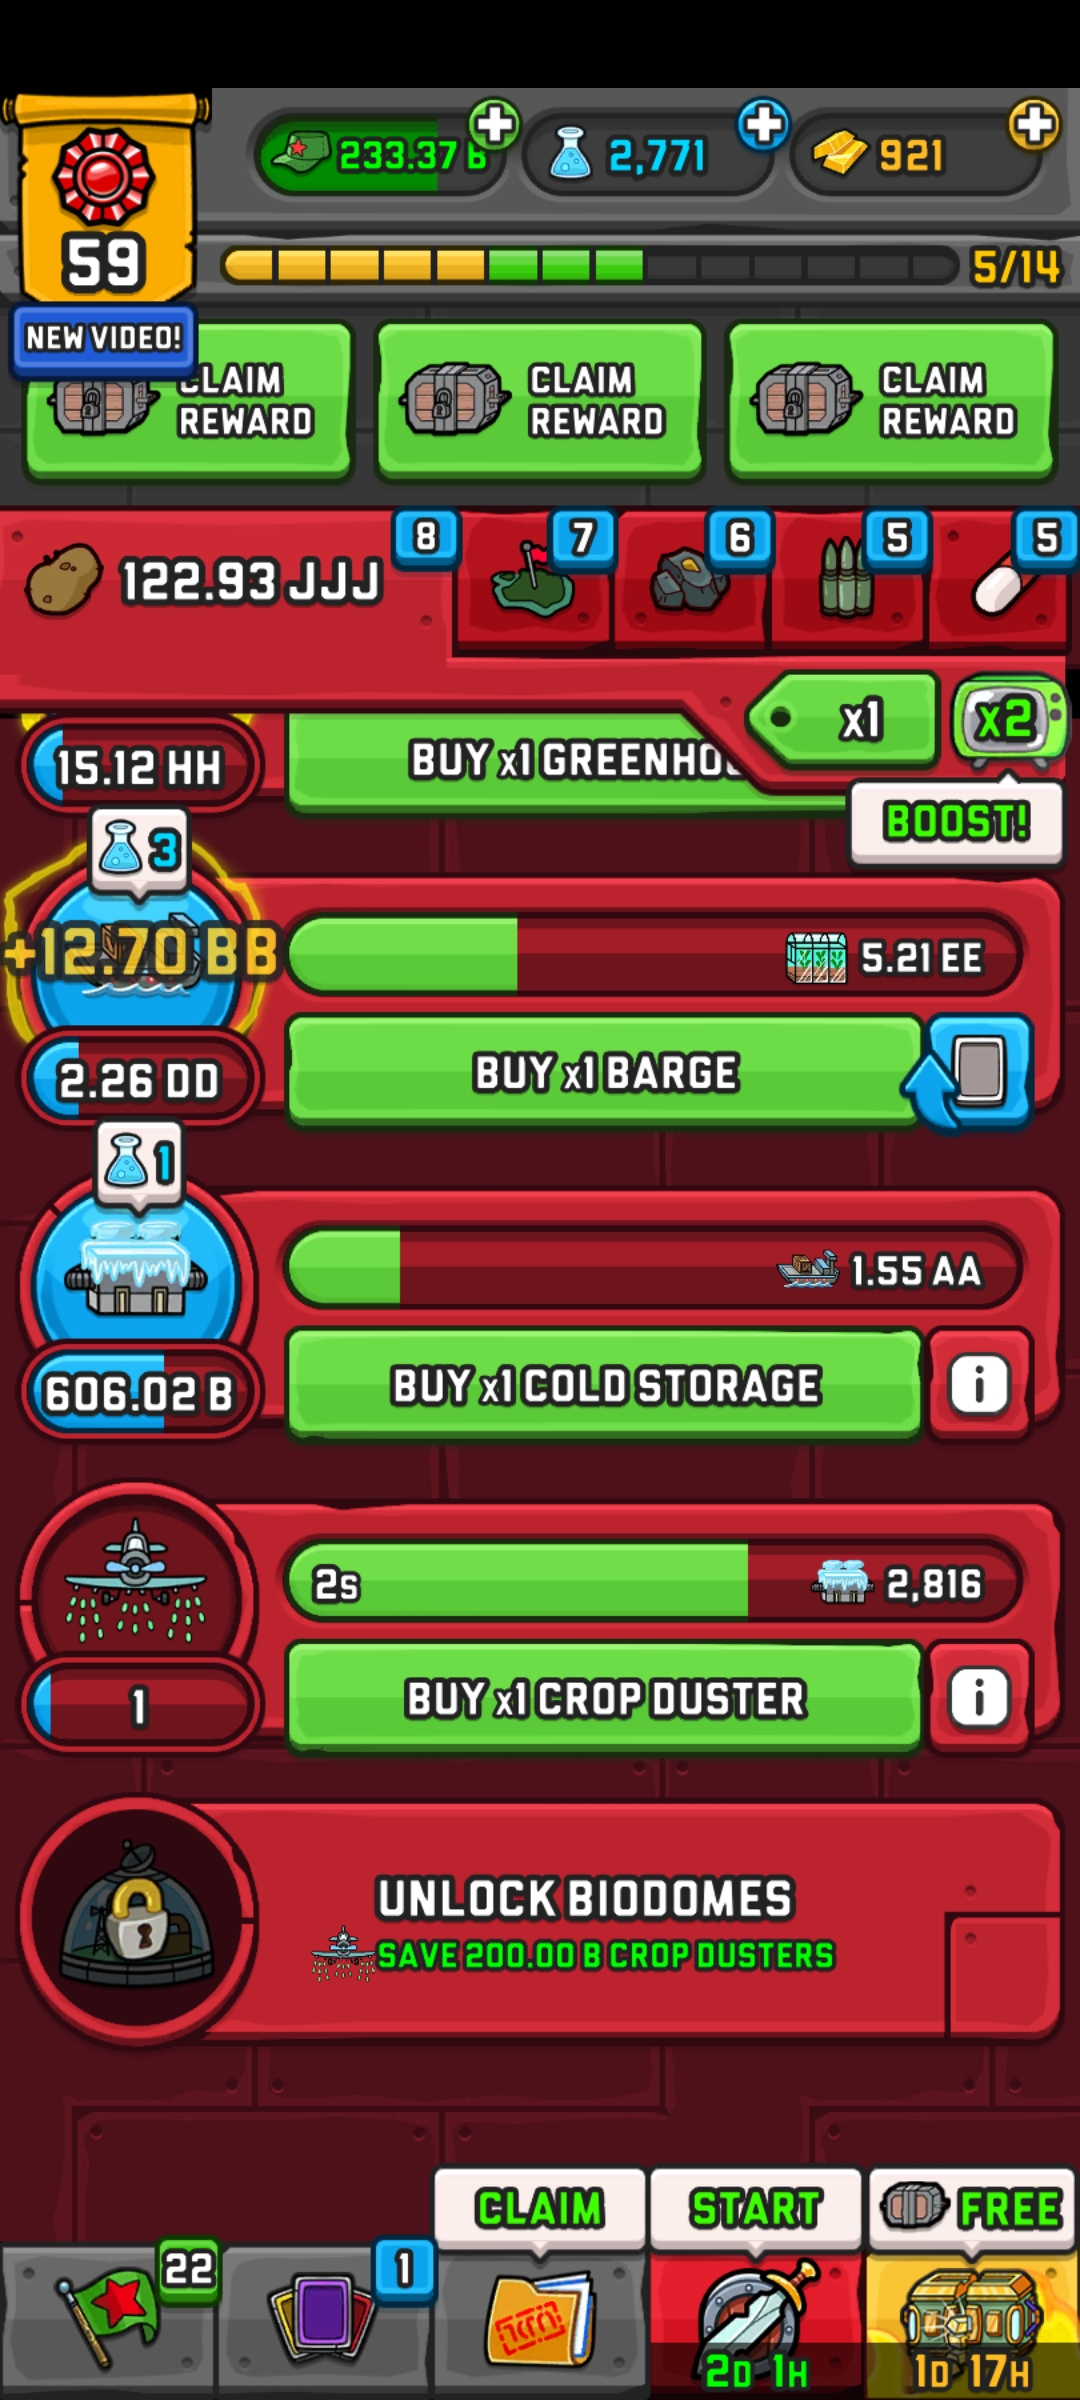 233.37 B
2,771
921
59
5/14
NEW VIDEO!
CLAIM
REWARD
CLAIM
REWARD
CLAIM
REWARD
122.93 JJJ
8
7
6
5
5
x1
x2
BOOST!
15.12 HH
BUY x1 GREENHOU
3
+12.70 BB
5.21 EE
2.26 DD
BUY x1 BARGE
1
1.55 AA
606.02 B
BUY x1 COLD STORAGE
i
2s
2,816
1
BUY x1 CROP DUSTER
i
UNLOCK BIODOMES
SAVE 200.00 B CROP DUSTERS
CLAIM
START
FREE
22
1
2D 1H
1D 17H